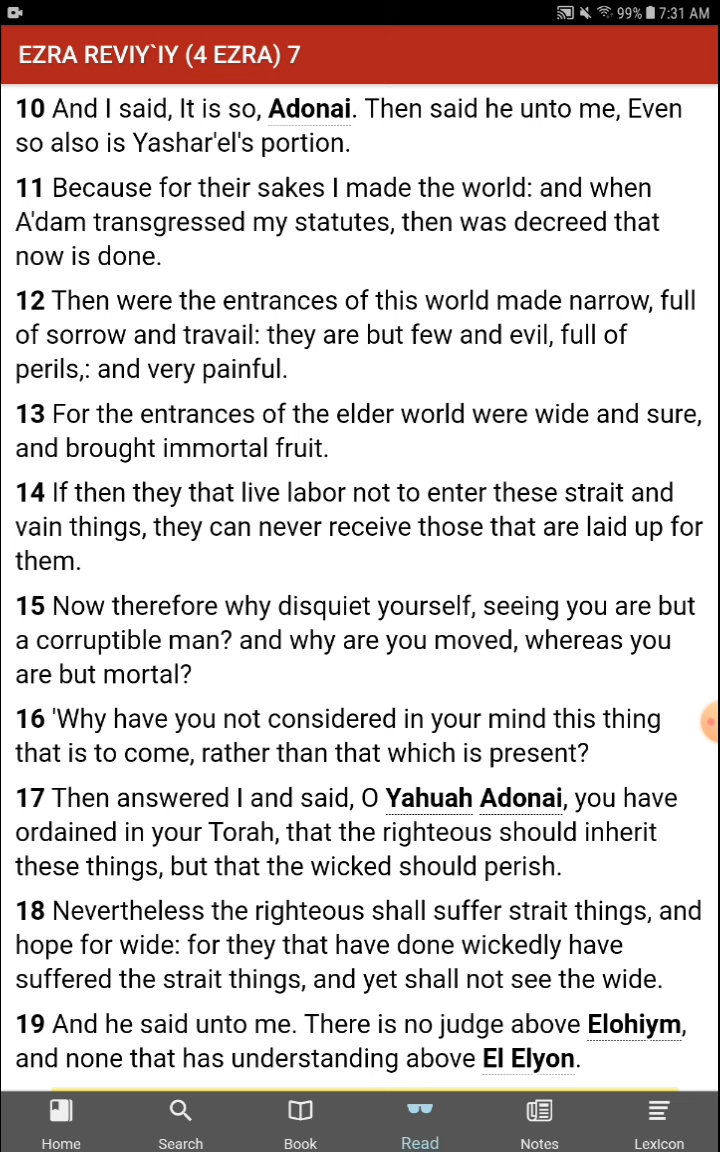 99% 7:31 AM
EZRA REVIY`IY (4 EZRA) 7
10 And I said, It is so, Adonai. Then said he unto me, Even
so also is Yashar'el's portion.
11 Because for their sakes I made the world: and when
A'dam transgressed my statutes, then was decreed that
now is done.
12 Then were the entrances of this world made narrow, full
of sorrow and travail: they are but few and evil, full of
perils,: and very painful.
13 For the entrances of the elder world were wide and sure,
and brought immortal fruit.
14 If then they that live labor not to enter these strait and
vain things, they can never receive those that are laid up for
them.
15 Now therefore why disquiet yourself, seeing you are but
a corruptible man? and why are you moved, whereas you
are but mortal?
16 'Why have you not considered in your mind this thing
that is to come, rather than that which is present?
17 Then answered I and said, O Yahuah Adonai, you have
ordained in your Torah, that the righteous should inherit
these things, but that the wicked should perish.
18 Nevertheless the righteous shall suffer strait things, and
hope for wide: for they that have done wickedly have
suffered the strait things, and yet shall not see the wide.
19 And he said unto me. There is no judge above Elohiym,
and none that has understanding above El Elyon.
Home Search Book Read Notes LexIcon